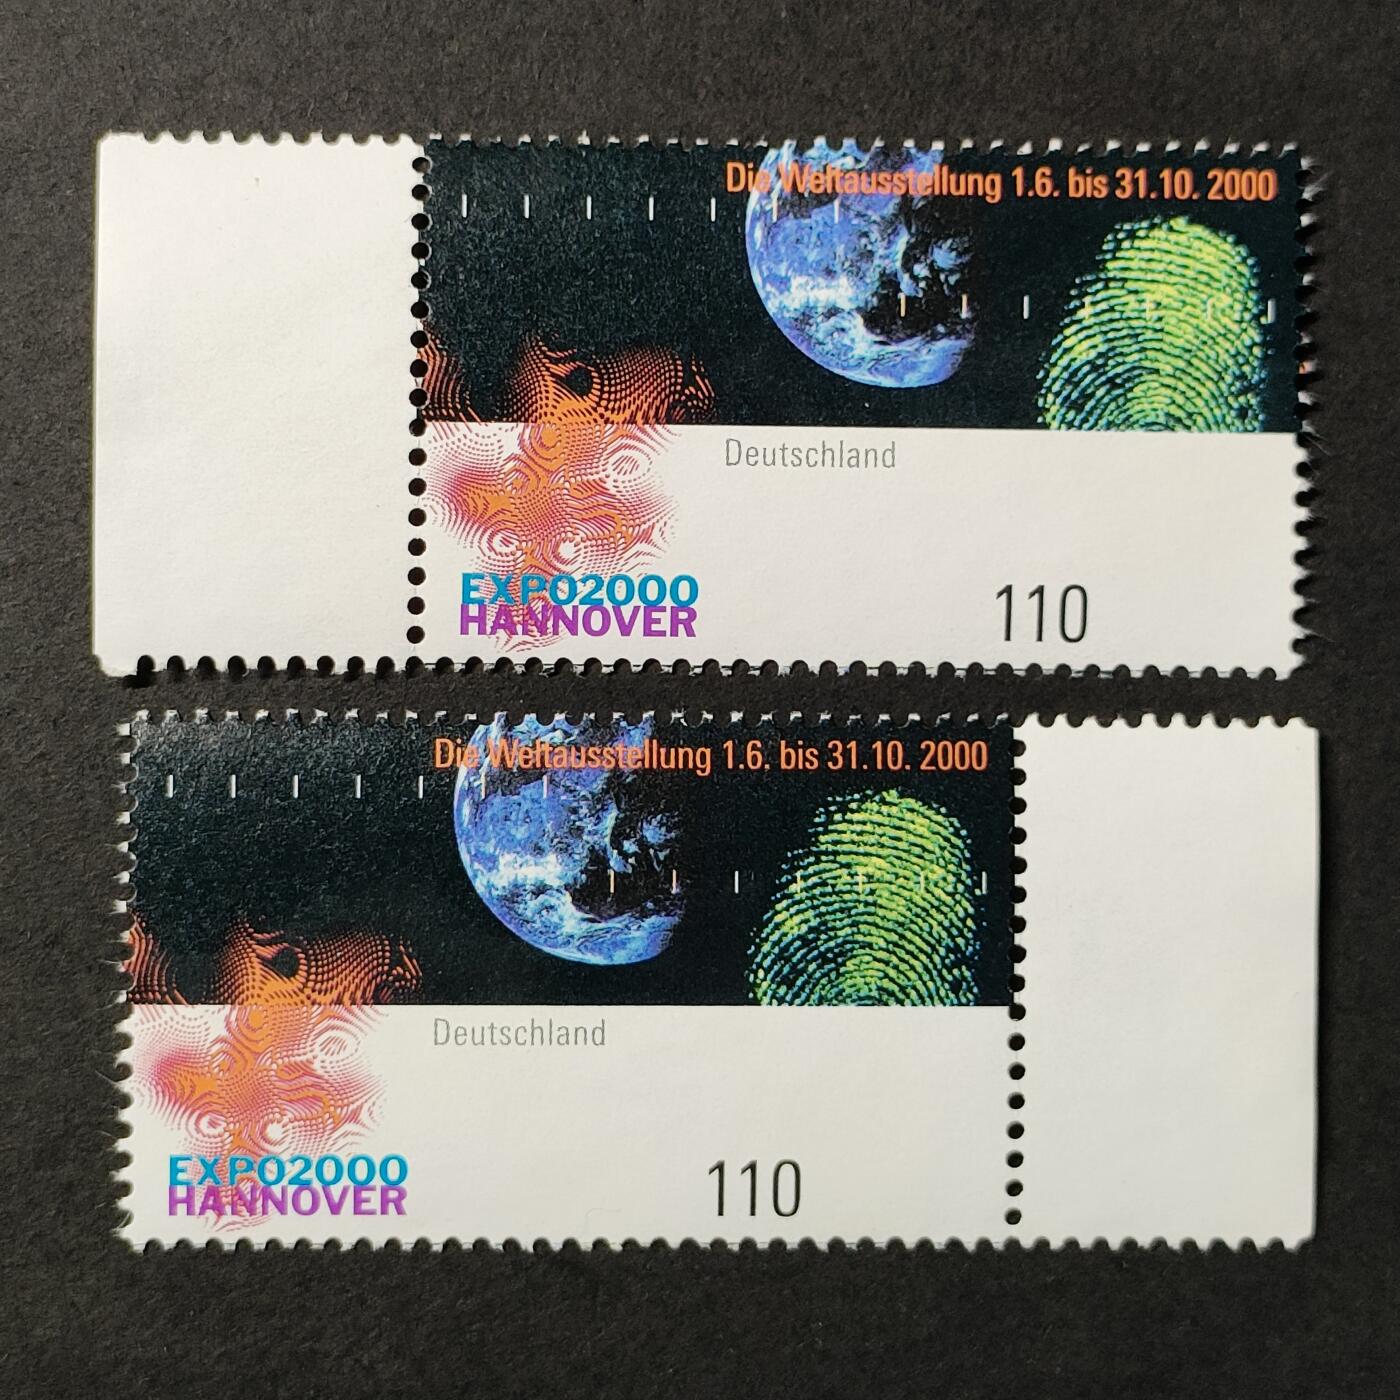 Die Weltausstellung 1.6. bis 31.10. 2000
Deutschland
EXPO2000
HANNOVER
110
Die Weltausstellung 1.6. bis 31.10. 2000
Deutschland
EXPO2000
HANNOVER
110